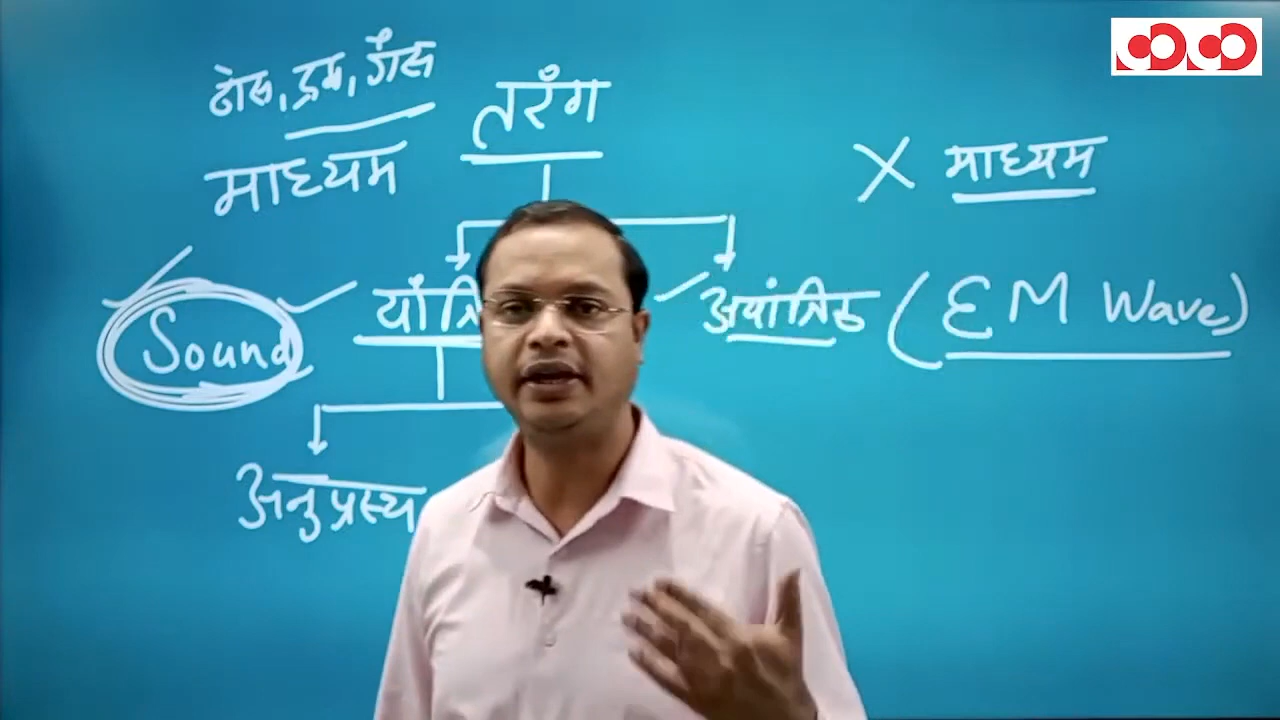 ठोस, द्रव, गैस
तरंग
माध्यम
X माध्यम
Sound
यांत्रि
अयांत्रिक (EM Wave)
अनुप्रस्थ